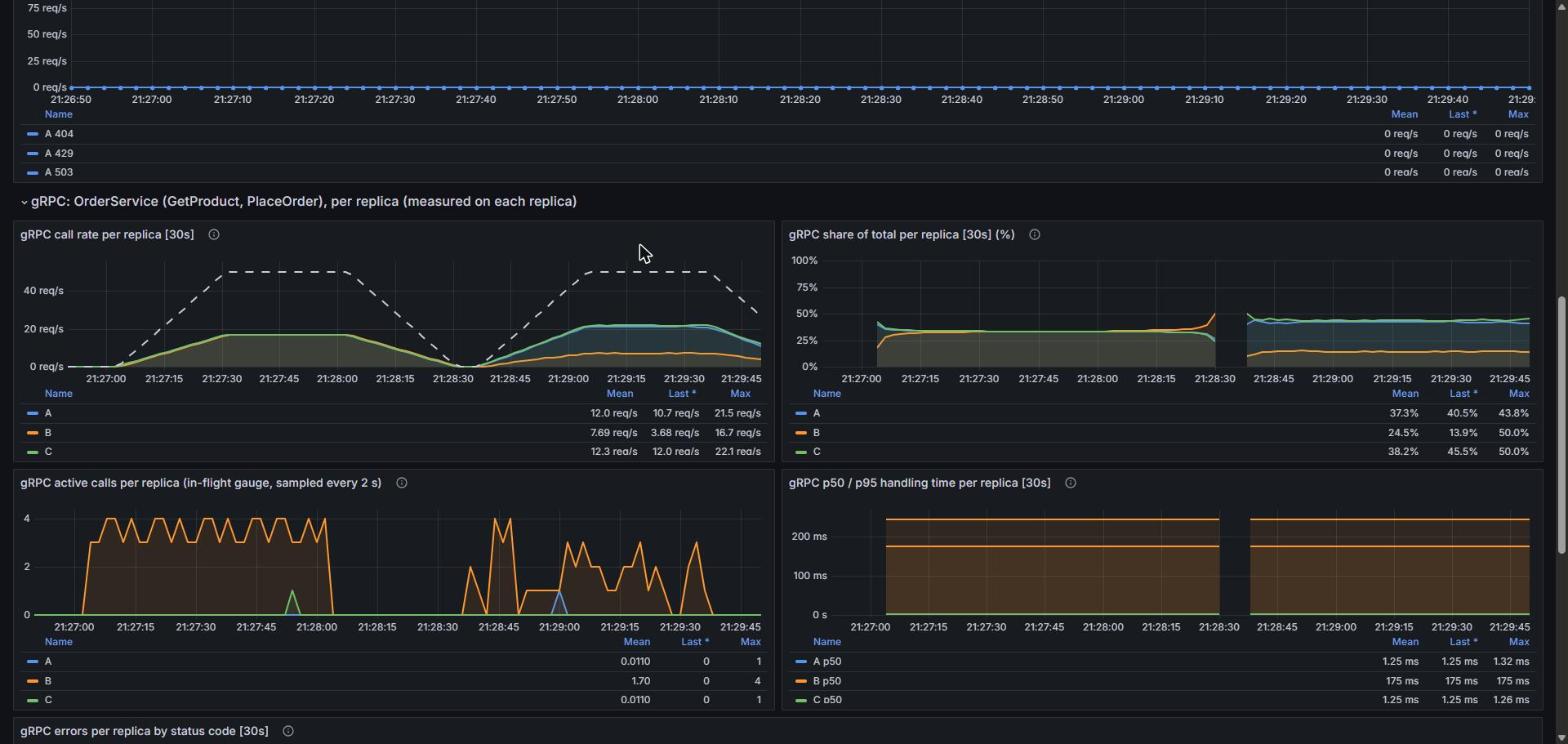 75 req/s
50 req/s
25 req/s
0 req/s
21:26:50 21:27:00 21:27:10 21:27:20 21:27:30 21:27:40 21:27:50 21:28:00 21:28:10 21:28:20 21:28:30 21:28:40 21:28:50 21:29:00 21:29:10 21:29:20 21:29:30 21:29:40 21:29:
Name Mean Last * Max
A 404 0 req/s 0 req/s 0 req/s
A 429 0 req/s 0 req/s 0 req/s
A 503 0 req/s 0 req/s 0 req/s
gRPC: OrderService (GetProduct, PlaceOrder), per replica (measured on each replica)
gRPC call rate per replica [30s]
40 req/s
20 req/s
0 req/s
21:27:00 21:27:15 21:27:30 21:27:45 21:28:00 21:28:15 21:28:30 21:28:45 21:29:00 21:29:15 21:29:30 21:29:45
Name Mean Last * Max
A 12.0 req/s 10.7 req/s 21.5 req/s
B 7.69 req/s 3.68 req/s 16.7 req/s
C 12.3 req/s 12.0 req/s 22.1 req/s
gRPC share of total per replica [30s] (%)
100%
75%
50%
25%
0%
21:27:00 21:27:15 21:27:30 21:27:45 21:28:00 21:28:15 21:28:30 21:28:45 21:29:00 21:29:15 21:29:30 21:29:45
Name Mean Last * Max
A 37.3% 40.5% 43.8%
B 24.5% 13.9% 50.0%
C 38.2% 45.5% 50.0%
gRPC active calls per replica (in-flight gauge, sampled every 2 s)
4
2
0
21:27:00 21:27:15 21:27:30 21:27:45 21:28:00 21:28:15 21:28:30 21:28:45 21:29:00 21:29:15 21:29:30 21:29:45
Name Mean Last * Max
A 0.0110 0 1
B 1.70 0 4
C 0.0110 0 1
gRPC p50 / p95 handling time per replica [30s]
200 ms
100 ms
0 s
21:27:00 21:27:15 21:27:30 21:27:45 21:28:00 21:28:15 21:28:30 21:28:45 21:29:00 21:29:15 21:29:30 21:29:45
Name Mean Last * Max
A p50 1.25 ms 1.25 ms 1.32 ms
B p50 175 ms 175 ms 175 ms
C p50 1.25 ms 1.25 ms 1.26 ms
gRPC errors per replica by status code [30s]